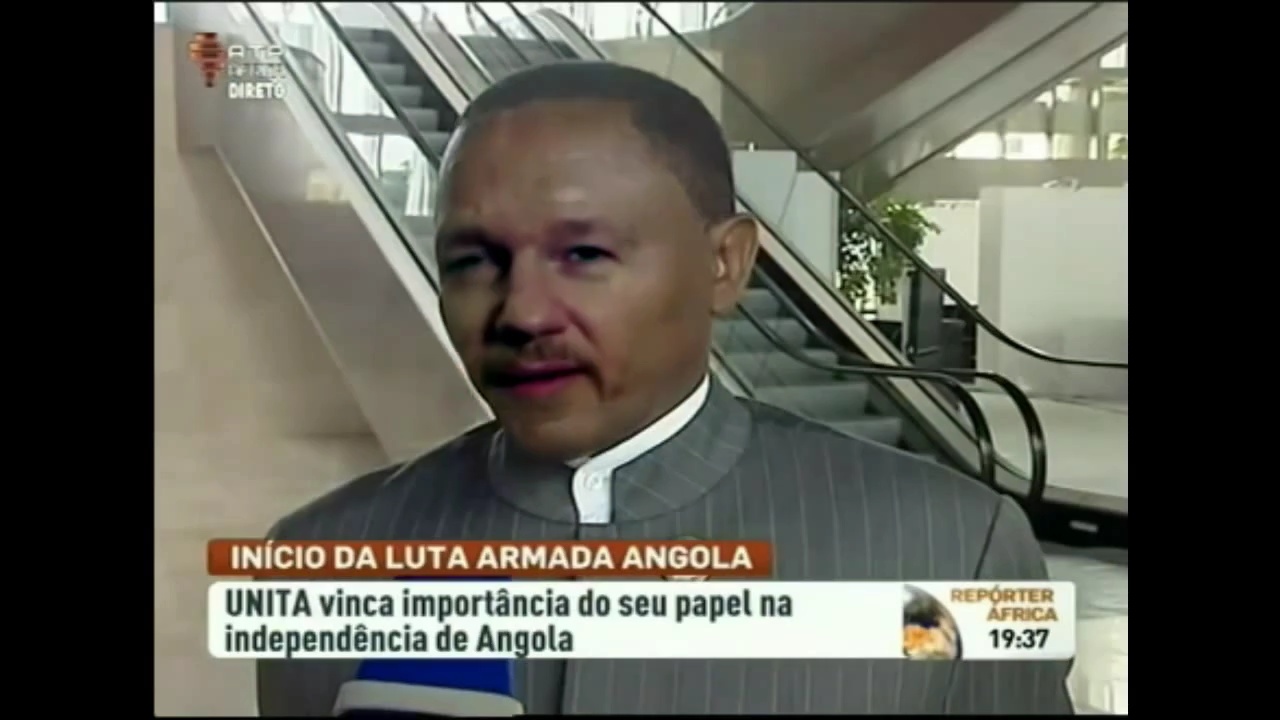 DIRETO
INÍCIO DA LUTA ARMADA ANGOLA
UNITA vinca importância do seu papel na
independência de Angola
REPÓRTER
ÁFRICA
19:37